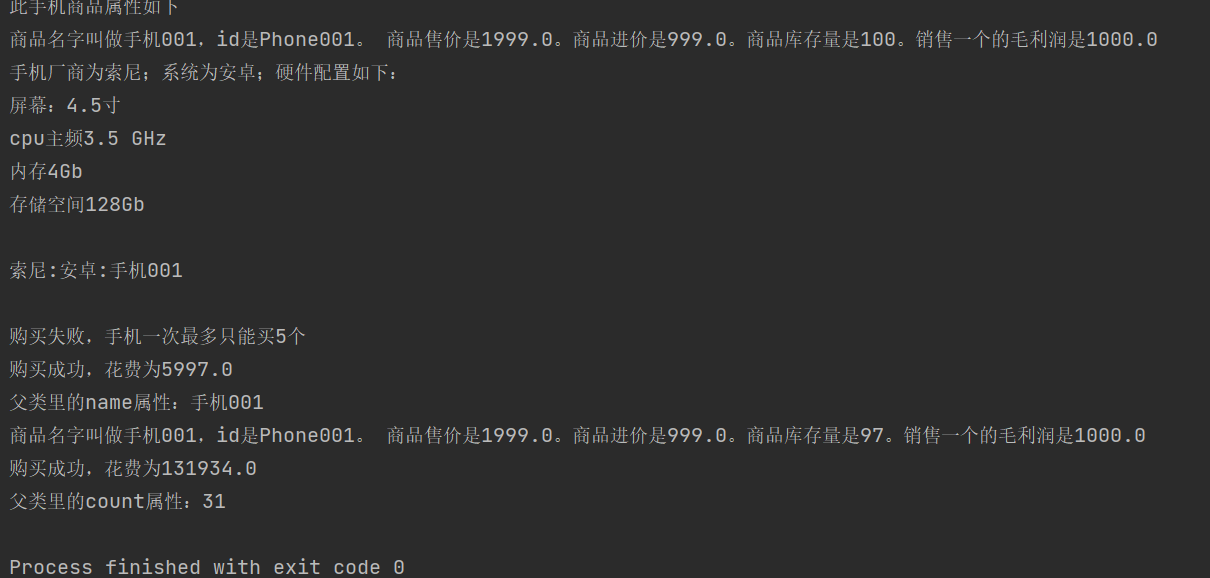 此手机商品属性如下
商品名字叫做手机001，id是Phone001。 商品售价是1999.0。商品进价是999.0。商品库存量是100。销售一个的毛利润是1000.0
手机厂商为索尼；系统为安卓；硬件配置如下：
屏幕：4.5寸
cpu主频3.5 GHz
内存4Gb
存储空间128Gb
索尼:安卓:手机001
购买失败，手机一次最多只能买5个
购买成功，花费为5997.0
父类里的name属性：手机001
商品名字叫做手机001，id是Phone001。 商品售价是1999.0。商品进价是999.0。商品库存量是97。销售一个的毛利润是1000.0
购买成功，花费为131934.0
父类里的count属性：31
Process finished with exit code 0